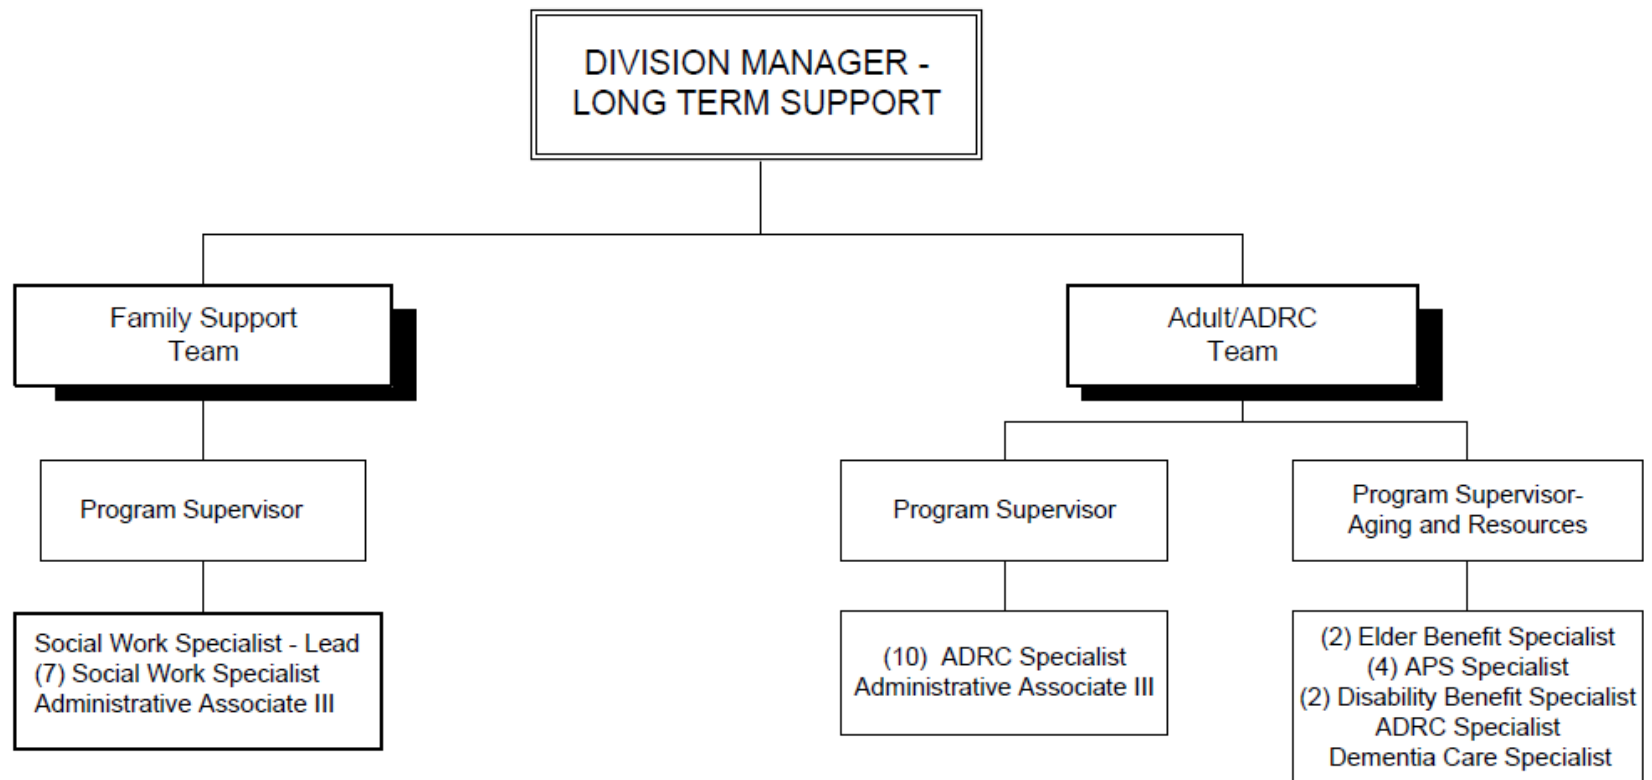 DIVISION MANAGER -
LONG TERM SUPPORT
Family Support
Team
Adult/ADRC
Team
Program Supervisor
Program Supervisor
Program Supervisor-
Aging and Resources
Social Work Specialist - Lead
(7) Social Work Specialist
Administrative Associate III
(10) ADRC Specialist
Administrative Associate III
(2) Elder Benefit Specialist
(4) APS Specialist
(2) Disability Benefit Specialist
ADRC Specialist
Dementia Care Specialist